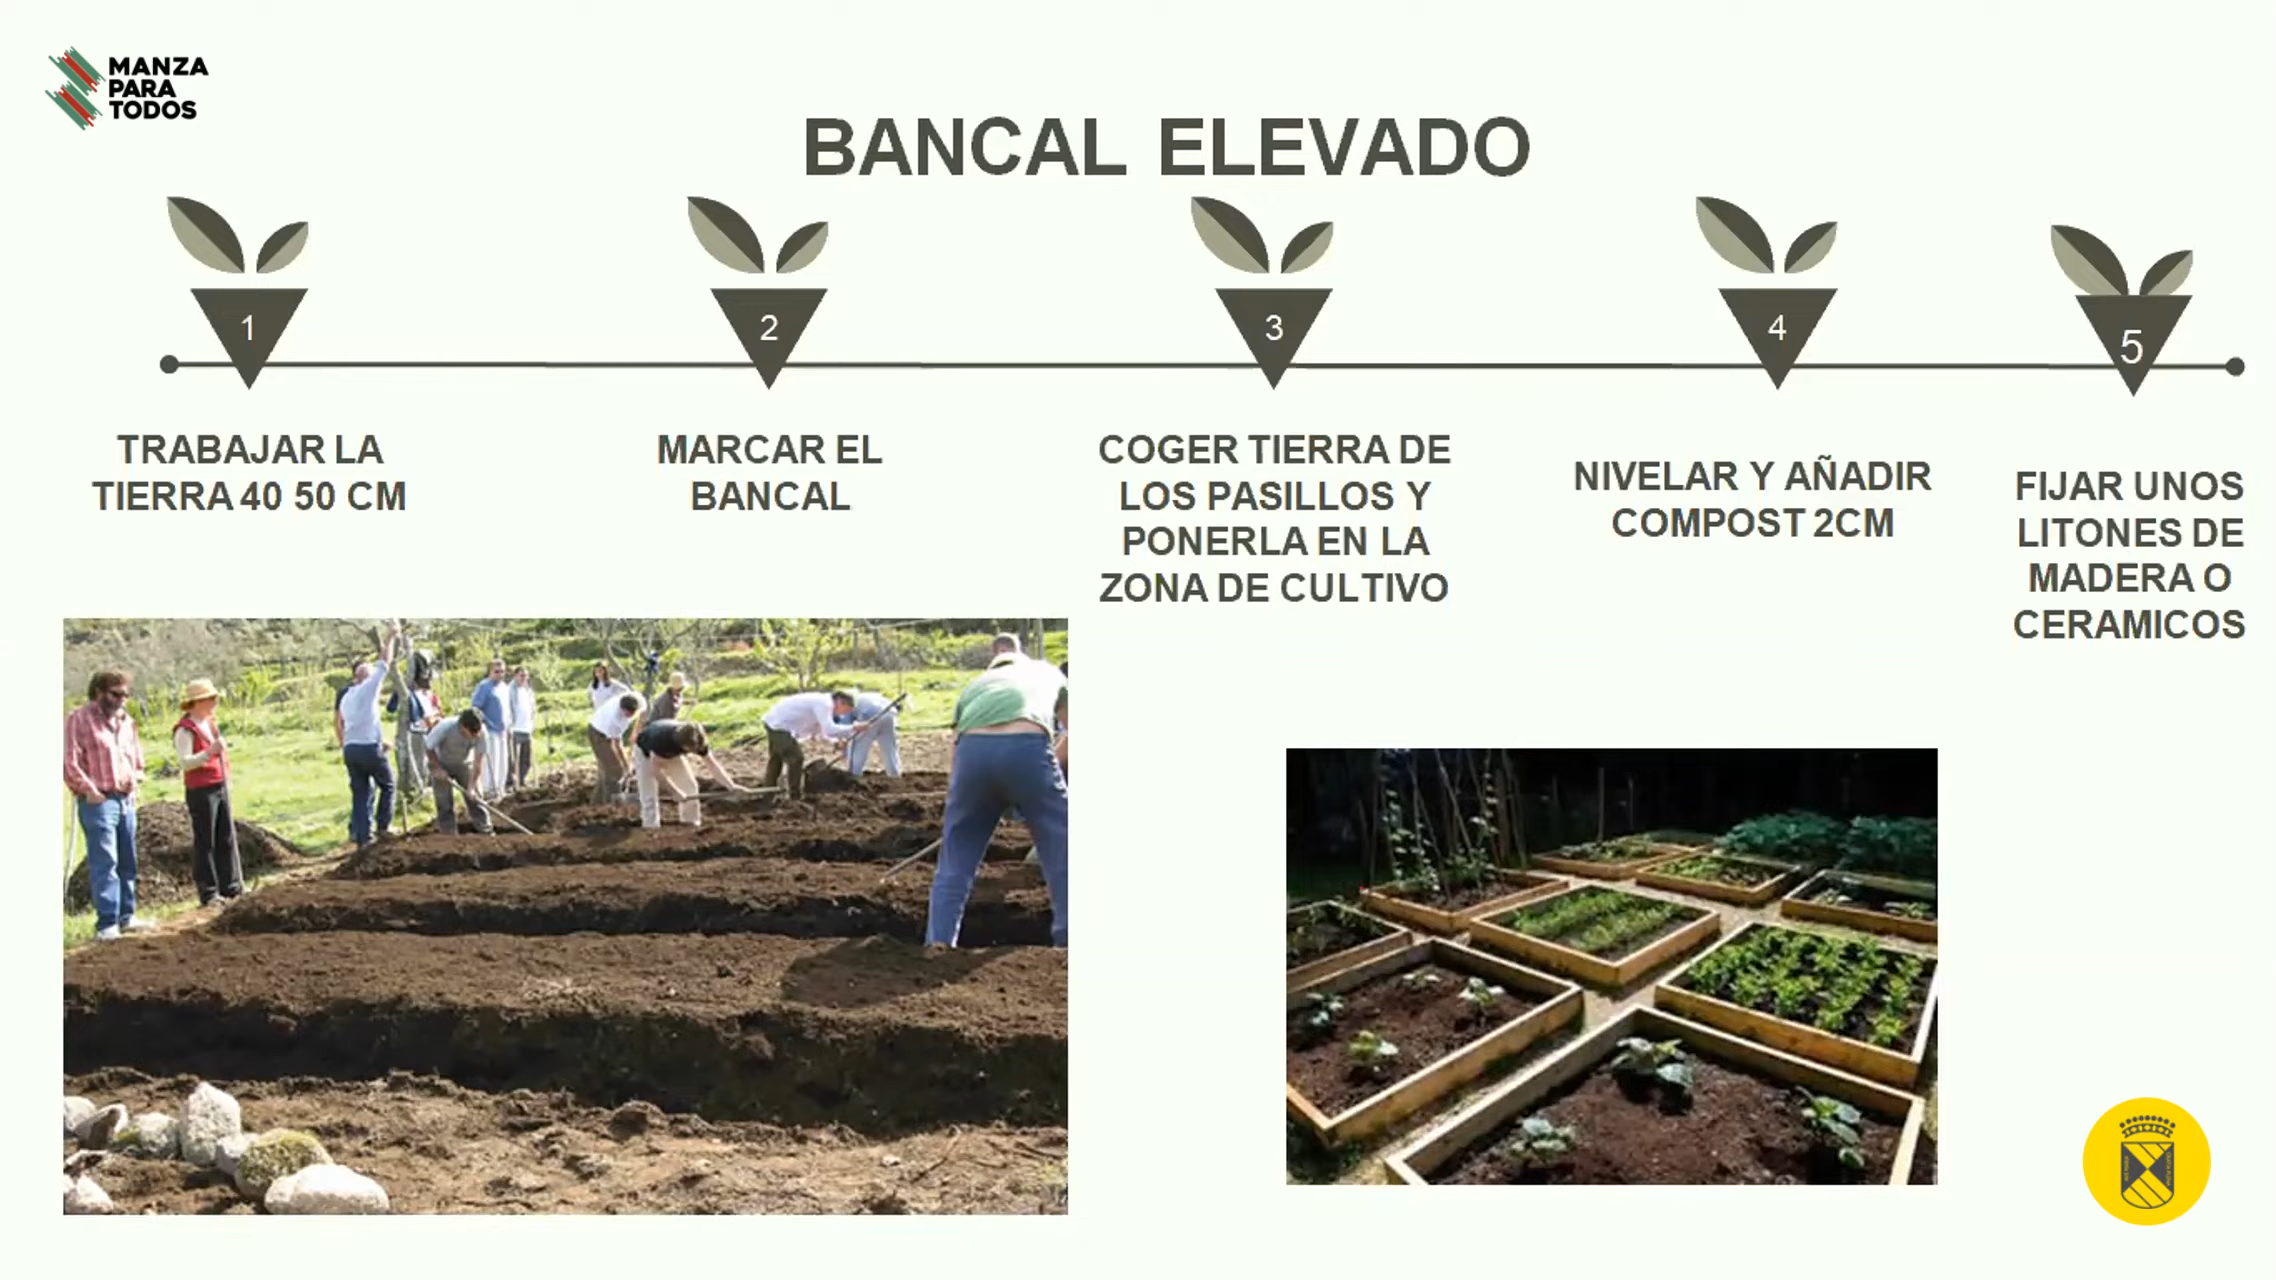 MANZA
PARA
TODOS
BANCAL ELEVADO
1
2
3
4
5
TRABAJAR LA
TIERRA 40 50 CM
MARCAR EL
BANCAL
COGER TIERRA DE
LOS PASILLOS Y
PONERLA EN LA
ZONA DE CULTIVO
NIVELAR Y AÑADIR
COMPOST 2CM
FIJAR UNOS
LITONES DE
MADERA O
CERAMICOS